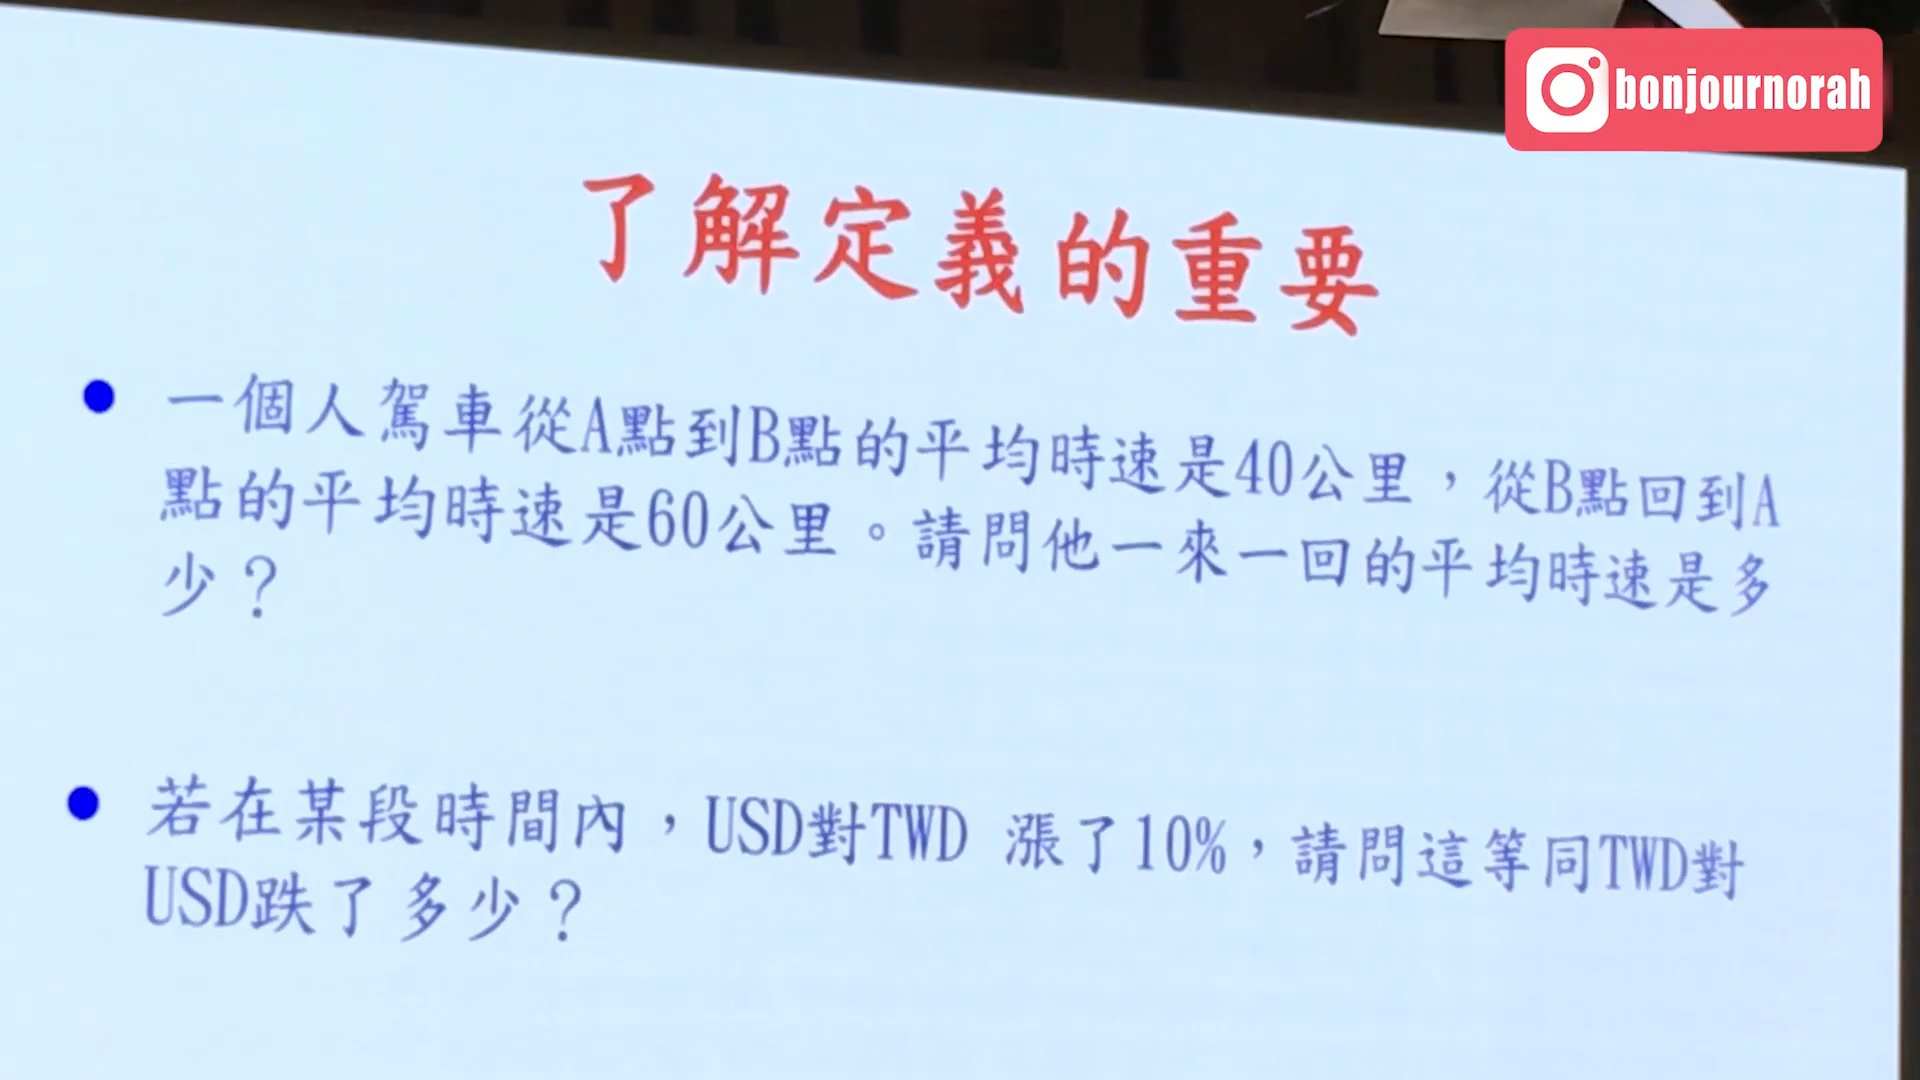 bonjournorah
了解定義的重要
一個人駕車從A點到B點的平均時速是40公里，從B點回到A
點的平均時速是60公里。請問他一來一回的平均時速是多
少？
若在某段時間內，USD對TWD 漲了10%，請問這等同TWD對
USD跌了多少？